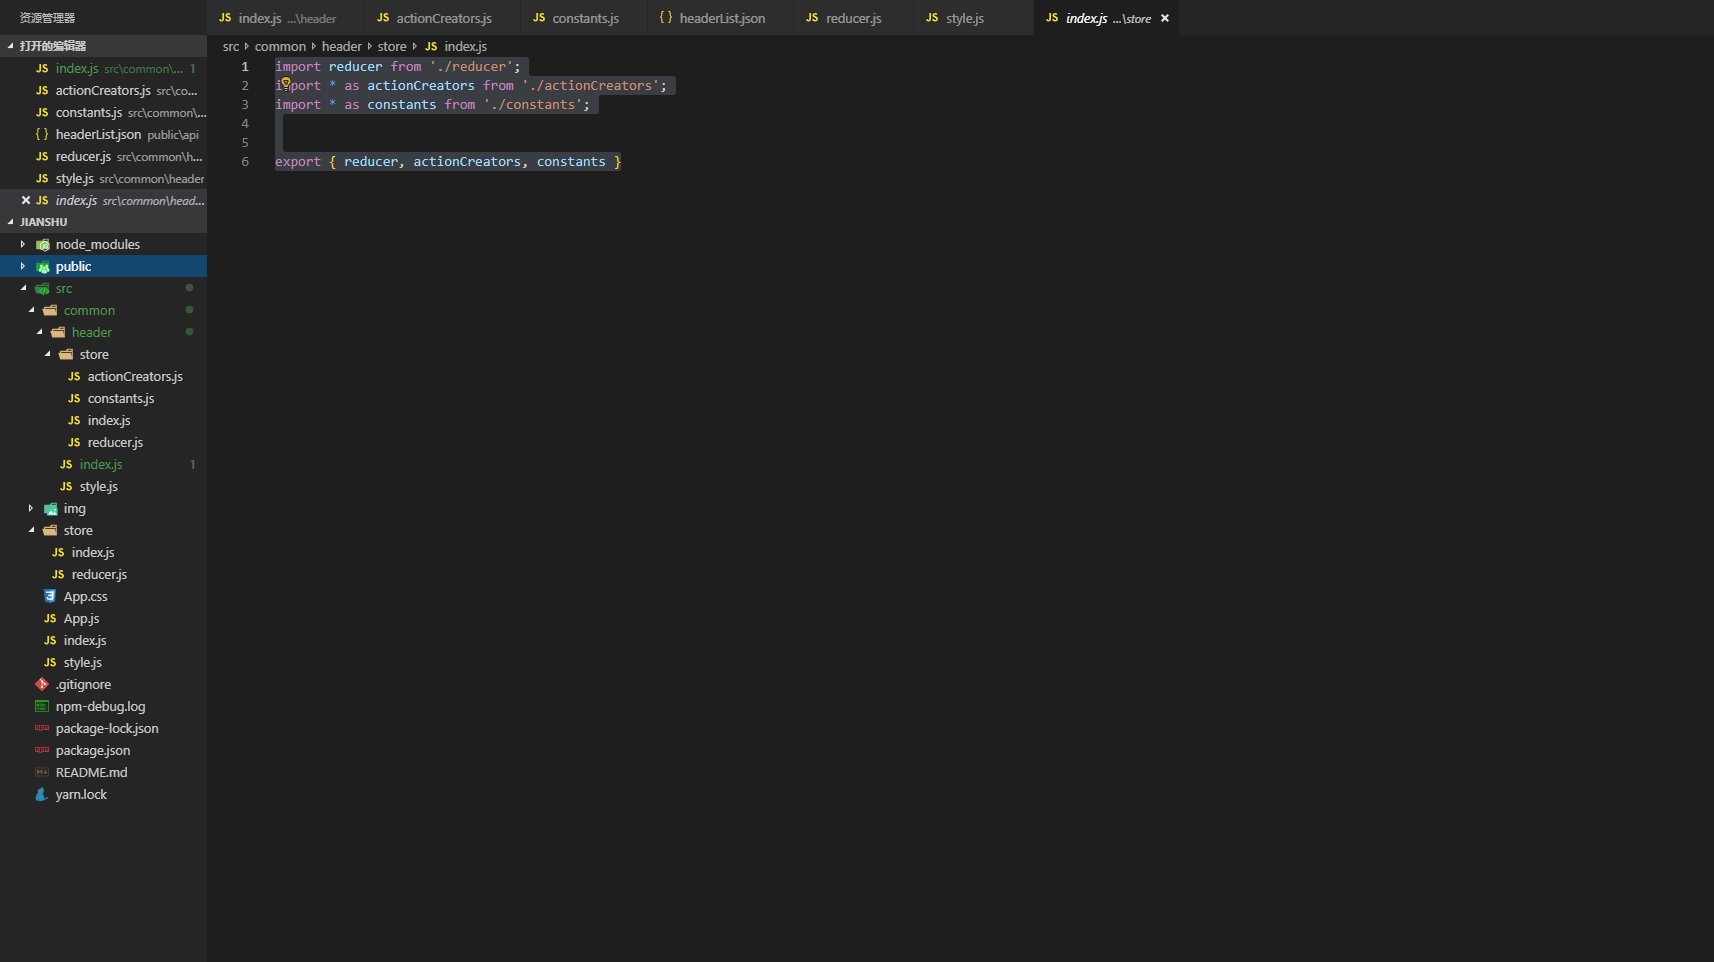 资源管理器
打开的编辑器
JS index.js src\common\... 1
JS actionCreators.js src\co...
JS constants.js src\common\...
{ } headerList.json public\api
JS reducer.js src\common\h...
JS style.js src\common\header
× JS index.js src\common\head...
JIANSHU
node_modules
public
src
common
header
store
JS actionCreators.js
JS constants.js
JS index.js
JS reducer.js
JS index.js 1
JS style.js
img
store
JS index.js
JS reducer.js
App.css
JS App.js
JS index.js
JS style.js
.gitignore
npm-debug.log
package-lock.json
package.json
README.md
yarn.lock
JS index.js ...\header JS actionCreators.js JS constants.js { } headerList.json JS reducer.js JS style.js JS index.js ...\store ×
src common header store JS index.js
1 import reducer from './reducer';
2 import * as actionCreators from './actionCreators';
3 import * as constants from './constants';
4
5
6 export { reducer, actionCreators, constants }